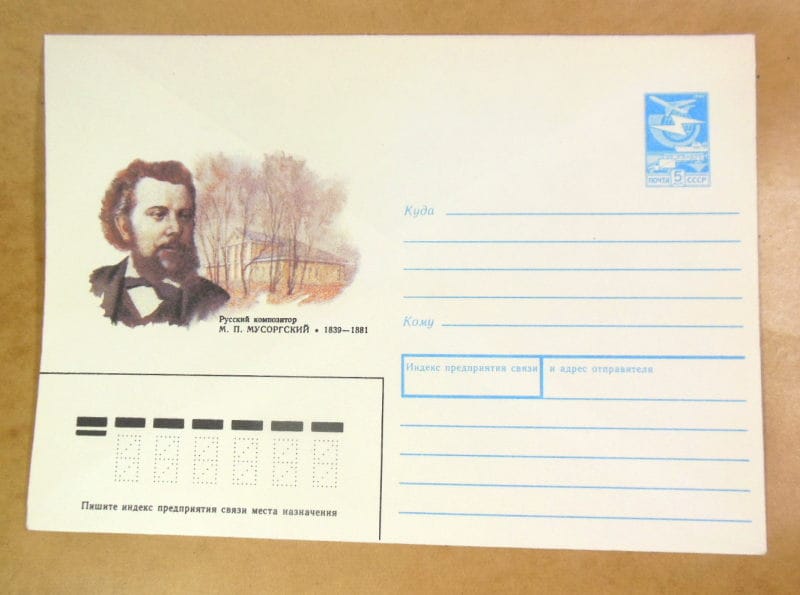 ПОЧТА 5 СССР
Куда
Русский композитор
М. П. МУСОРГСКИЙ • 1839—1881
Кому
Индекс предприятия связи и адрес отправителя
Пишите индекс предприятия связи места назначения